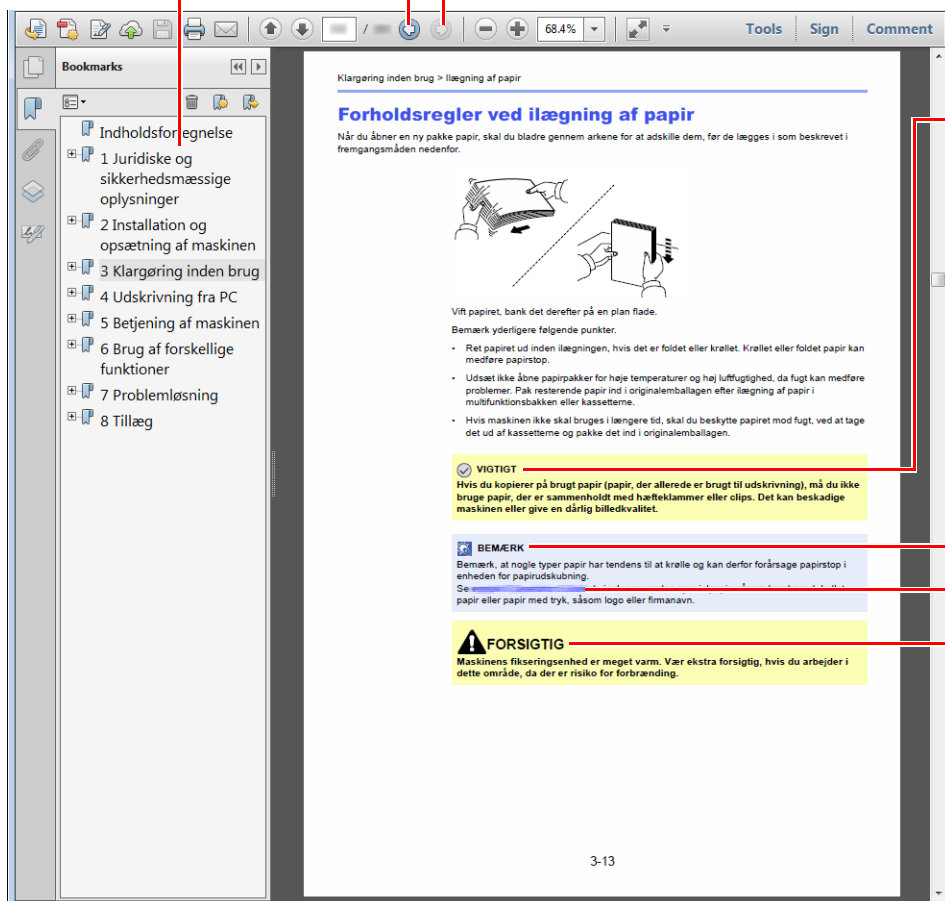 /
68.4%
Tools
Sign
Comment
Bookmarks
Indholdsfortegnelse
1 Juridiske og
sikkerhedsmæssige
oplysninger
2 Installation og
opsætning af maskinen
3 Klargøring inden brug
4 Udskrivning fra PC
5 Betjening af maskinen
6 Brug af forskellige
funktioner
7 Problemløsning
8 Tillæg
Klargøring inden brug > Ilægning af papir
Forholdsregler ved ilægning af papir
Når du åbner en ny pakke papir, skal du bladre gennem arkene for at adskille dem, før de lægges i som beskrevet i
fremgangsmåden nedenfor.
Vift papiret, bank det derefter på en plan flade.
Bemærk yderligere følgende punkter.
• Ret papiret ud inden ilægningen, hvis det er foldet eller krøllet. Krøllet eller foldet papir kan
medføre papirstop.
• Udsæt ikke åbne papirpakker for høje temperaturer og høj luftfugtighed, da fugt kan medføre
problemer. Pak resterende papir ind i originalemballagen efter ilægning af papir i
multifunktionsbakken eller kassetterne.
• Hvis maskinen ikke skal bruges i længere tid, skal du beskytte papiret mod fugt, ved at tage
det ud af kassetterne og pakke det ind i originalemballagen.
VIGTIGT
Hvis du kopierer på brugt papir (papir, der allerede er brugt til udskrivning), må du ikke
bruge papir, der er sammenholdt med hæfteklammer eller clips. Det kan beskadige
maskinen eller give en dårlig billedkvalitet.
BEMÆRK
Bemærk, at nogle typer papir har tendens til at krølle og kan derfor forårsage papirstop i
enheden for papirudskubning.
Se
papir eller papir med tryk, såsom logo eller firmanavn.
FORSIGTIG
Maskinens fikseringsenhed er meget varm. Vær ekstra forsigtig, hvis du arbejder i
dette område, da der er risiko for forbrænding.
3-13